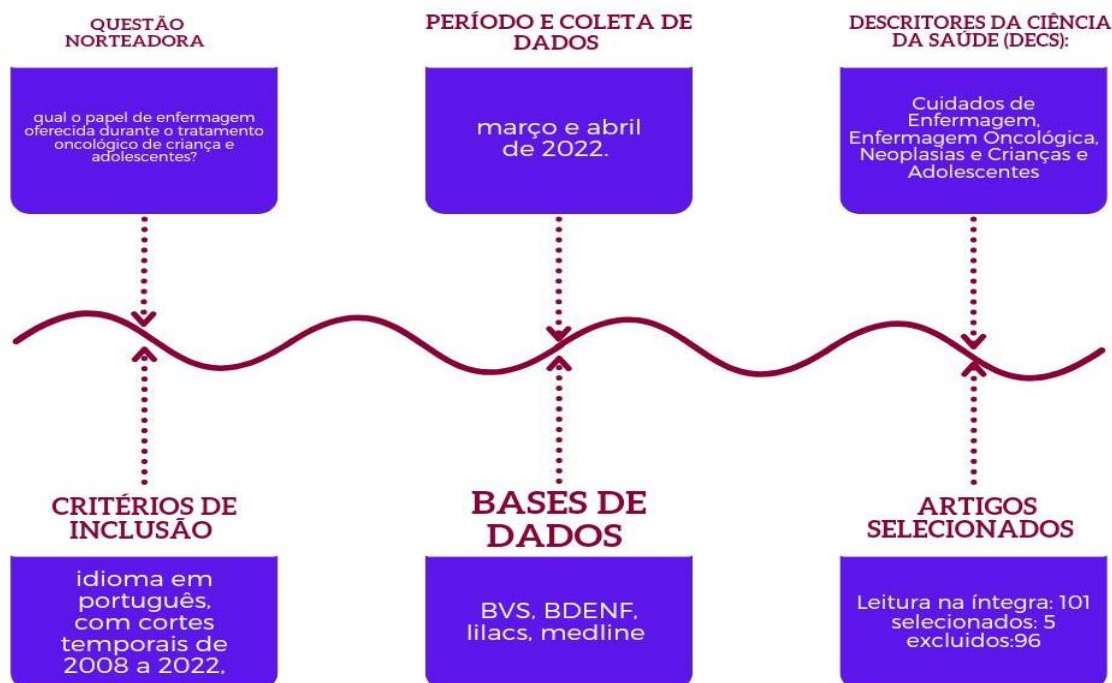 QUESTÃO
NORTEADORA
qual o papel de enfermagem
oferecida durante o tratamento
oncológico de criança e
adolescentes?
PERÍODO E COLETA DE
DADOS
março e abril
de 2022.
DESCRITORES DA CIÊNCIA
DA SAÚDE (DECS):
Cuidados de
Enfermagem,
Enfermagem Oncológica,
Neoplasias e Crianças e
Adolescentes
CRITÉRIOS DE
INCLUSÃO
idioma em
português,
com cortes
temporais de
2008 a 2022,
BASES DE
DADOS
BVS, BDENF,
lilacs, medline
ARTIGOS
SELECIONADOS
Leitura na íntegra: 101
selecionados: 5
excluidos:96